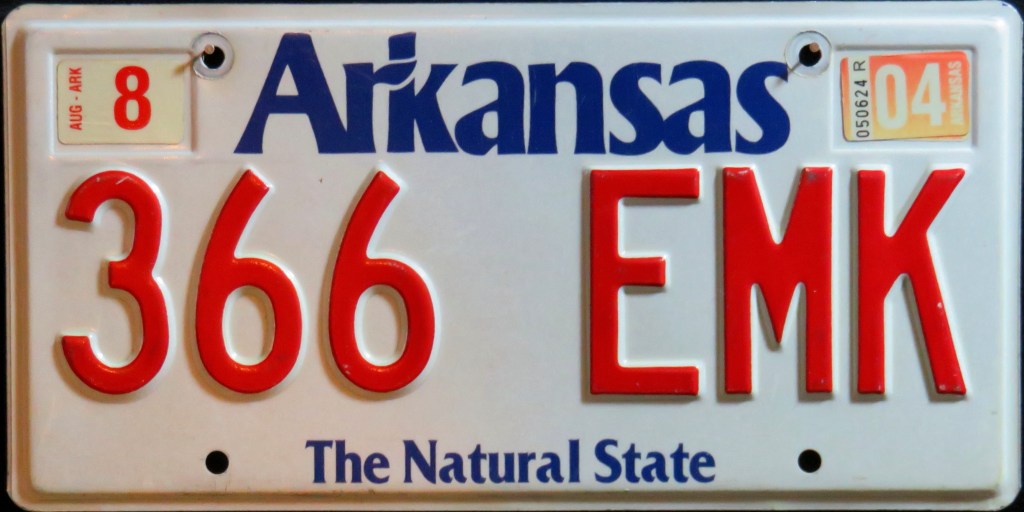 AUG - ARK
8
Arkansas
050624 R
04
ARKANSAS
366 EMK
The Natural State